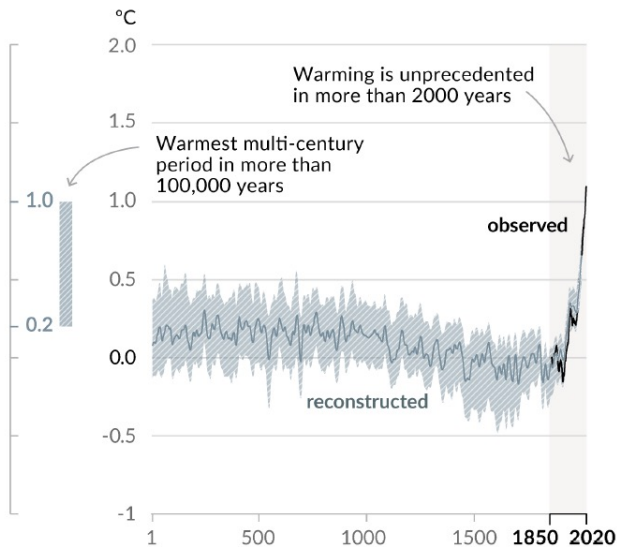 °C
2.0
Warming is unprecedented
in more than 2000 years
1.5
Warmest multi-century
period in more than
100,000 years
1.0
1.0
observed
0.5
0.2
0.0
reconstructed
-0.5
-1
1
500
1000
1500
1850
2020